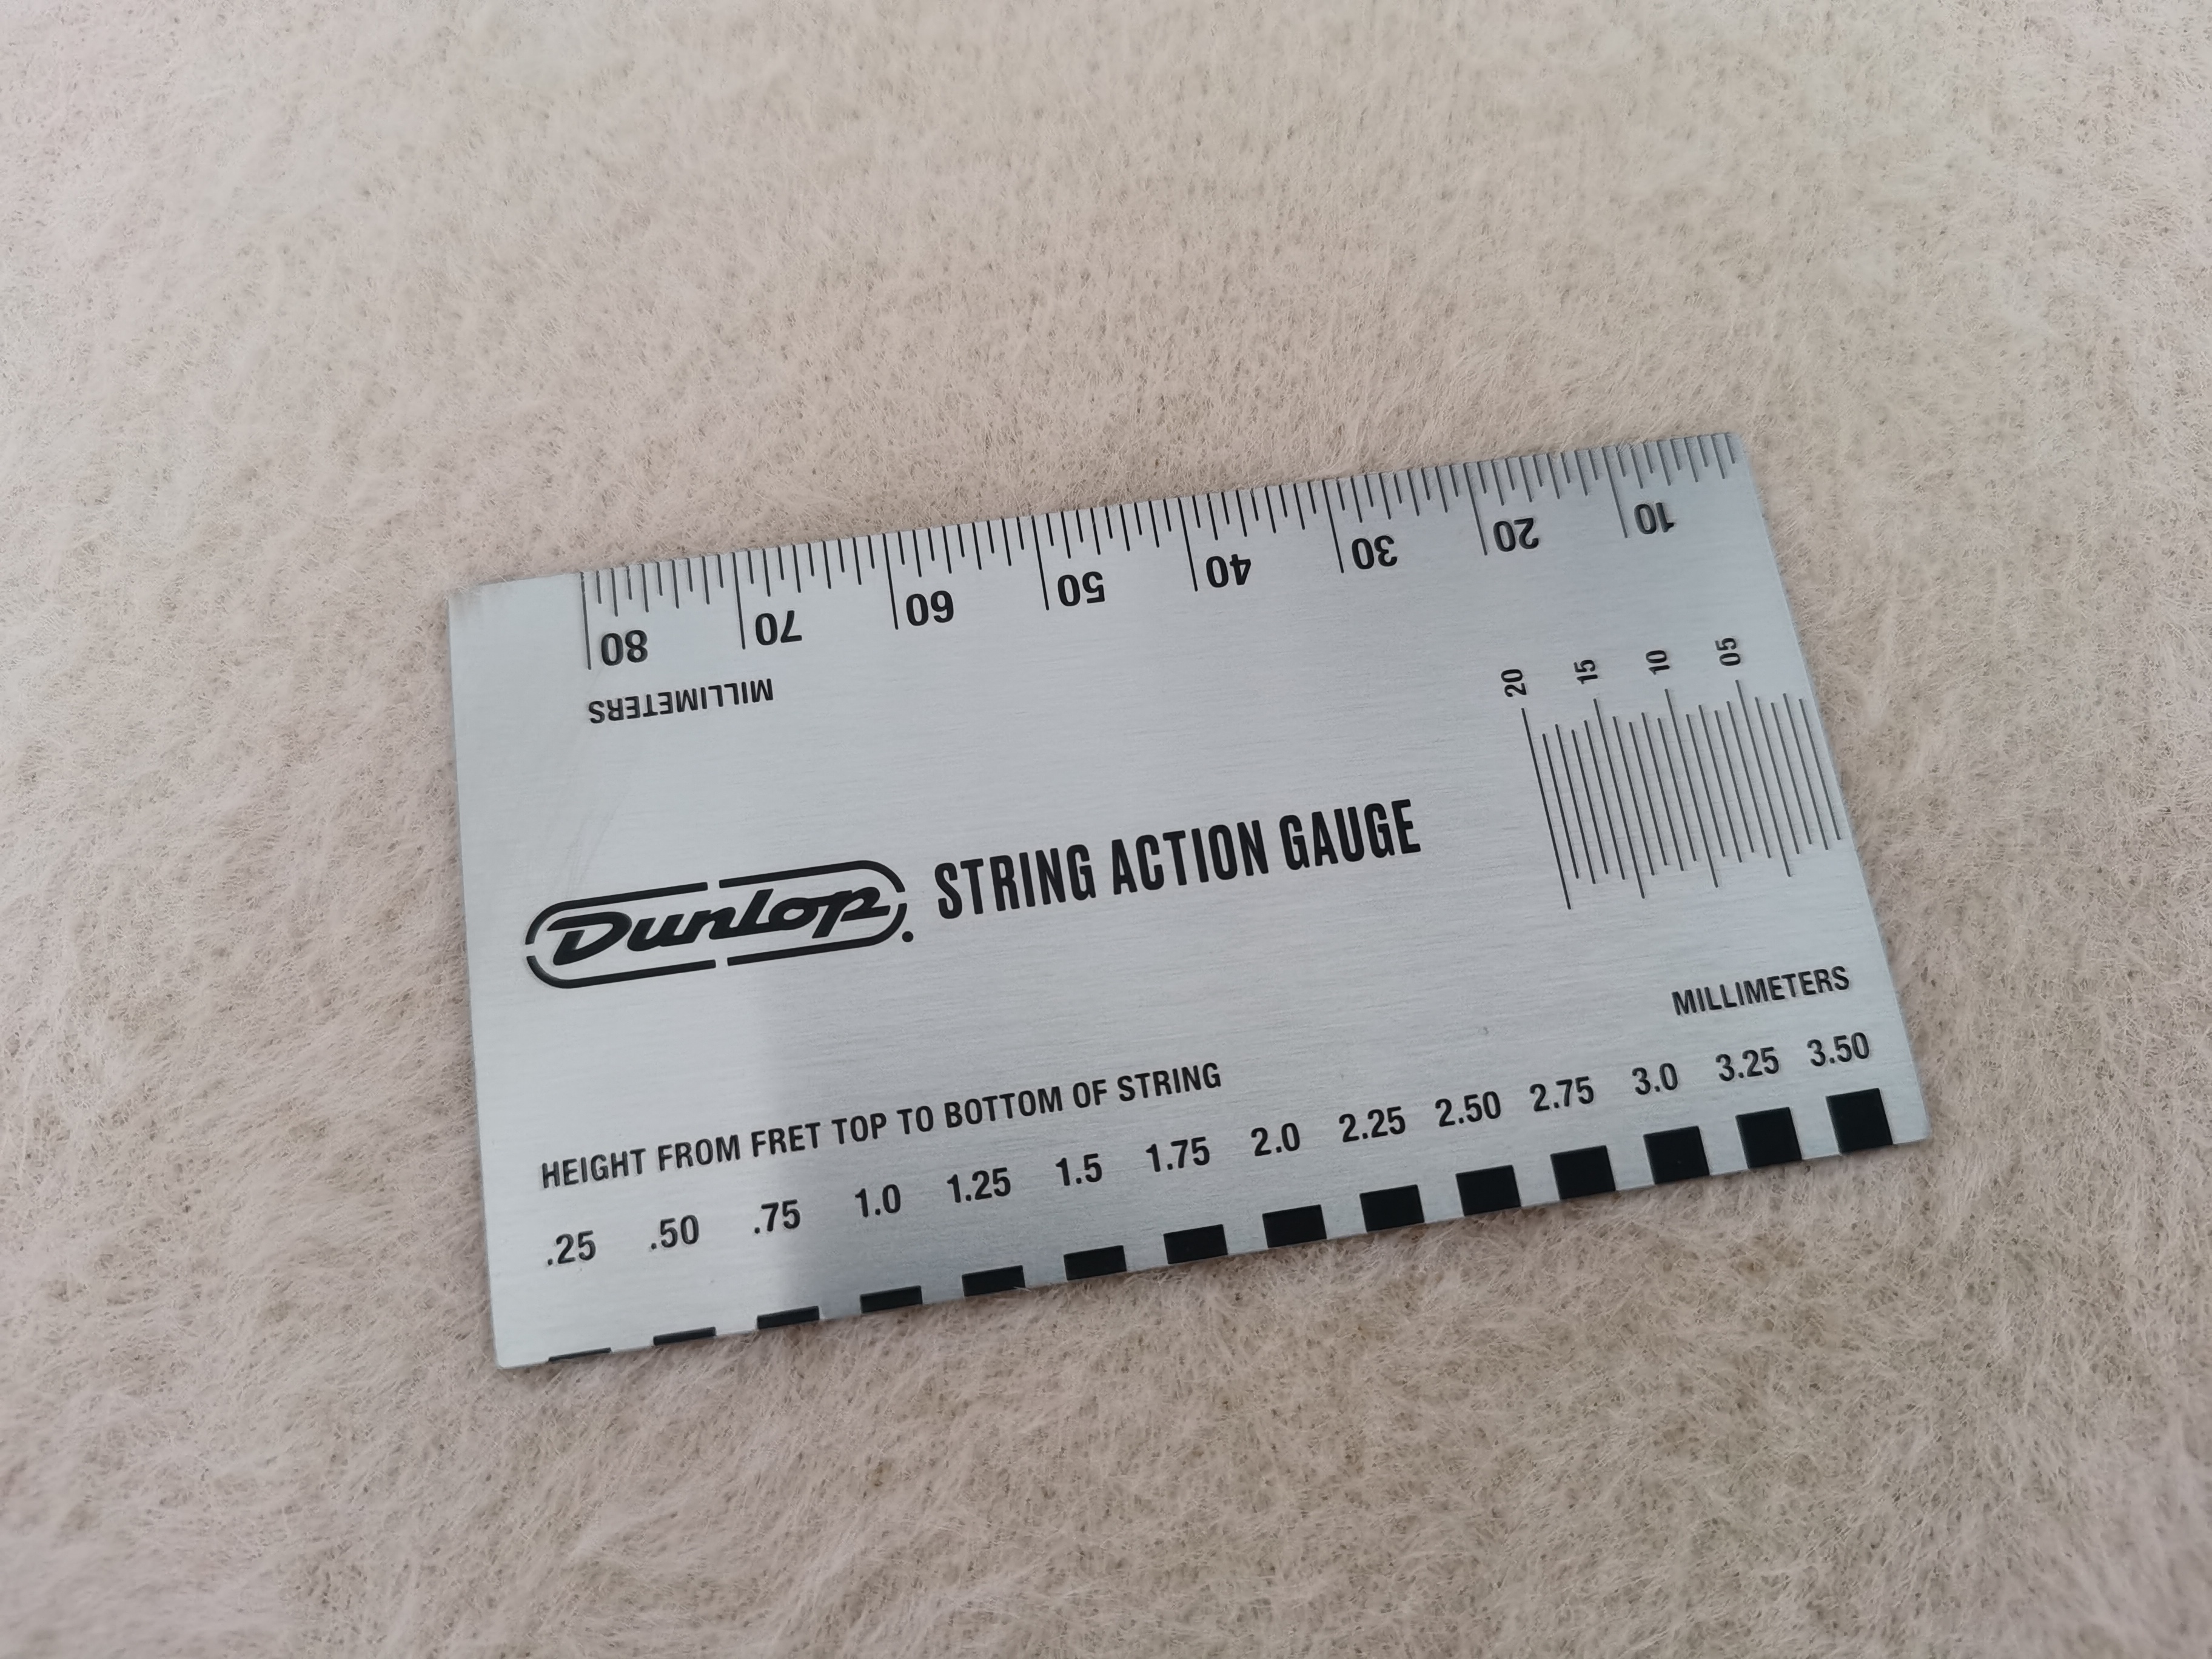 80 70 60 50 40 30 20 10
MILLIMETERS
20 15 10 05
Dunlop STRING ACTION GAUGE
MILLIMETERS
HEIGHT FROM FRET TOP TO BOTTOM OF STRING
.25 .50 .75 1.0 1.25 1.5 1.75 2.0 2.25 2.50 2.75 3.0 3.25 3.50